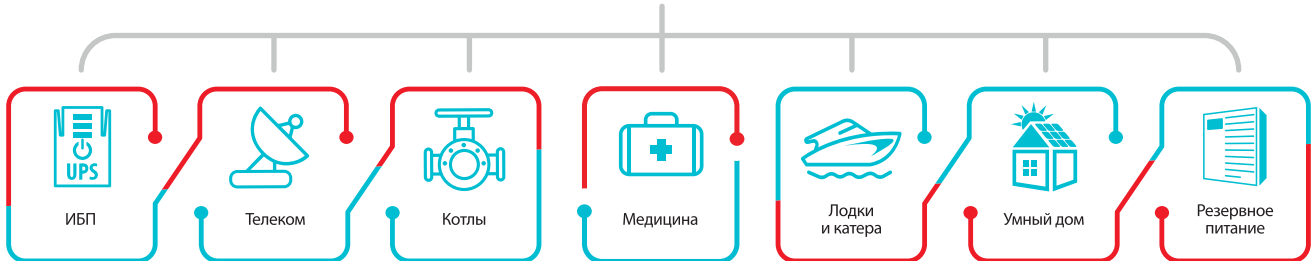 UPS
ИБП
Телеком
Котлы
Медицина
Лодки
и катера
Умный дом
Резервное
питание